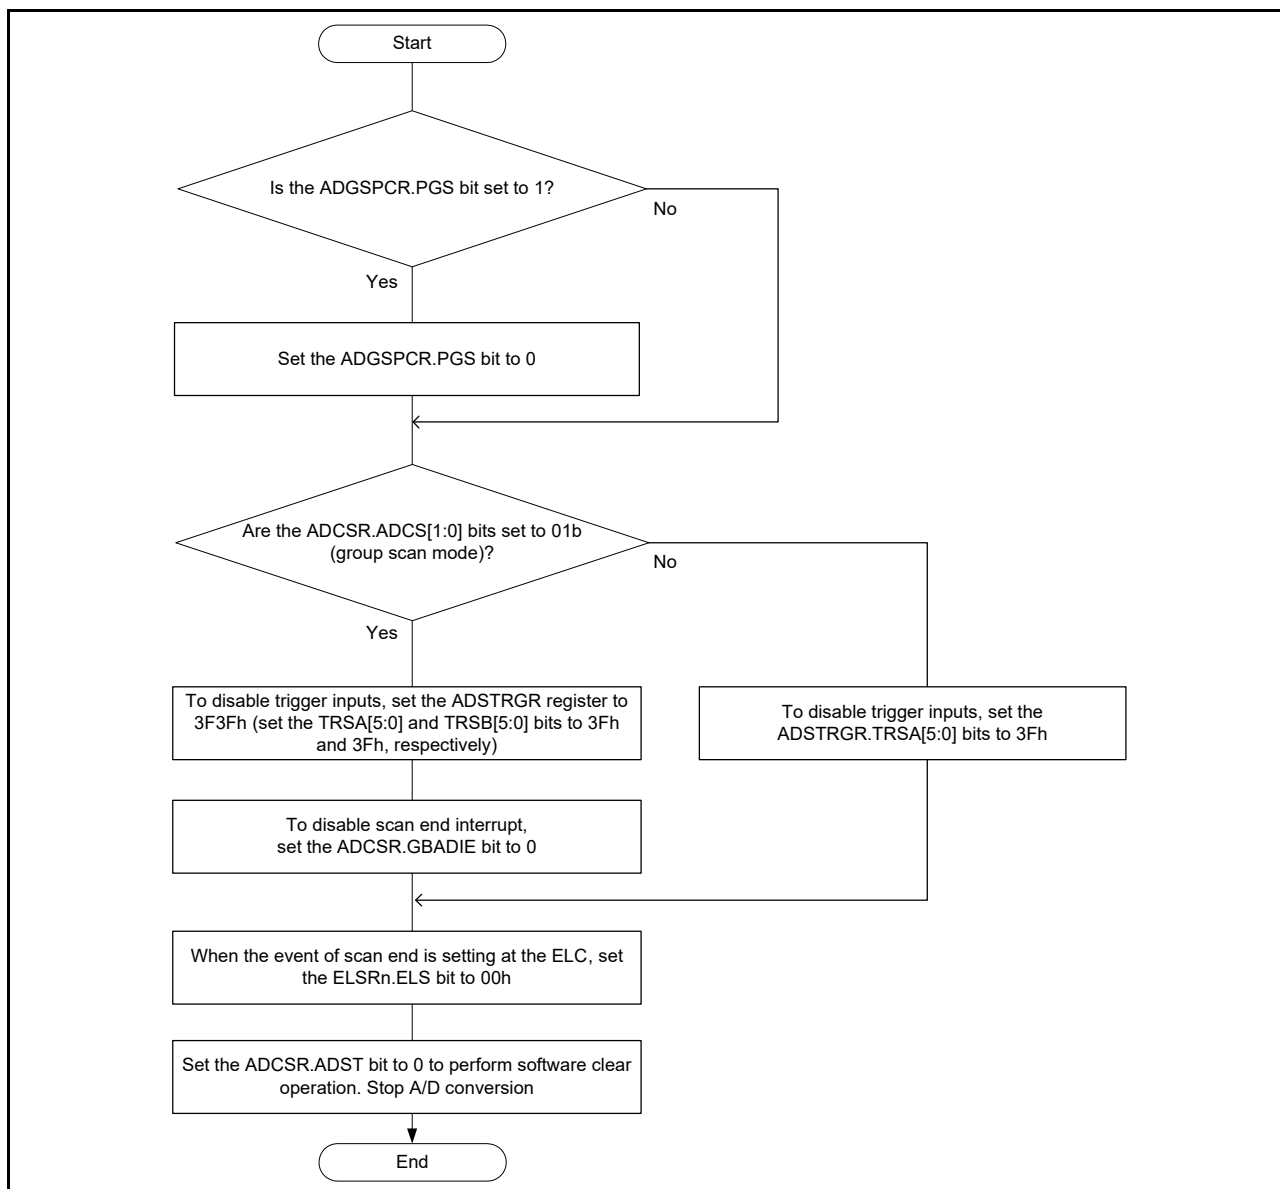 Start
Is the ADGSPCR.PGS bit set to 1?
No
Yes
Set the ADGSPCR.PGS bit to 0
Are the ADCSR.ADCS[1:0] bits set to 01b
(group scan mode)?
No
Yes
To disable trigger inputs, set the ADSTRGR register to
3F3Fh (set the TRSA[5:0] and TRSB[5:0] bits to 3Fh
and 3Fh, respectively)
To disable trigger inputs, set the
ADSTRGR.TRSA[5:0] bits to 3Fh
To disable scan end interrupt,
set the ADCSR.GBADIE bit to 0
When the event of scan end is setting at the ELC, set
the ELSRn.ELS bit to 00h
Set the ADCSR.ADST bit to 0 to perform software clear
operation. Stop A/D conversion
End